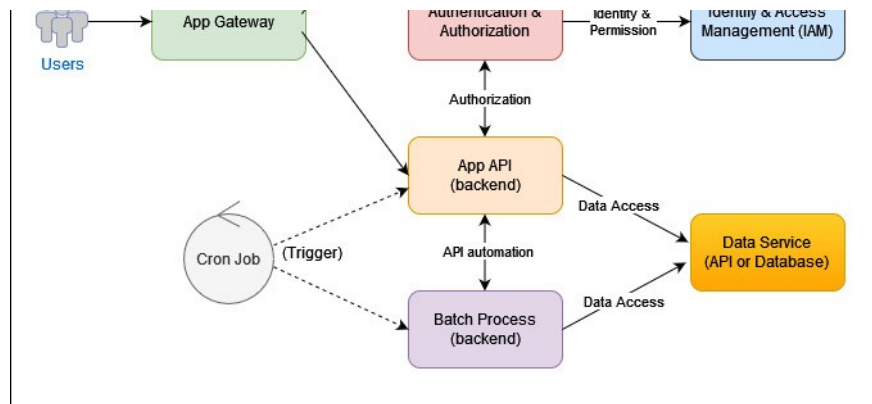 Authentication &
Authorization
Identity &
Permission
Identify & Access
Management (IAM)
App Gateway
Users
Authorization
App API
(backend)
Data Access
Cron Job
(Trigger)
API automation
Data Service
(API or Database)
Data Access
Batch Process
(backend)